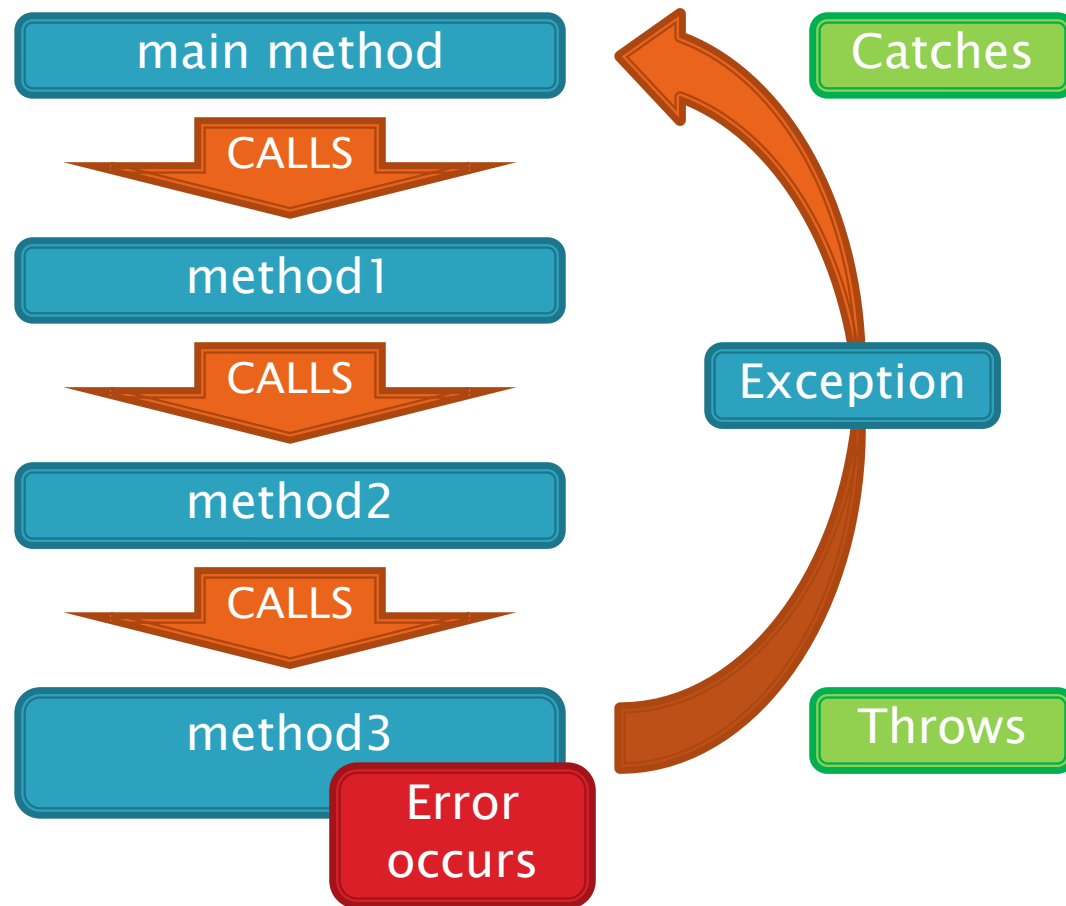 main method
Catches
CALLS
method1
CALLS
Exception
method2
CALLS
method3
Throws
Error
occurs